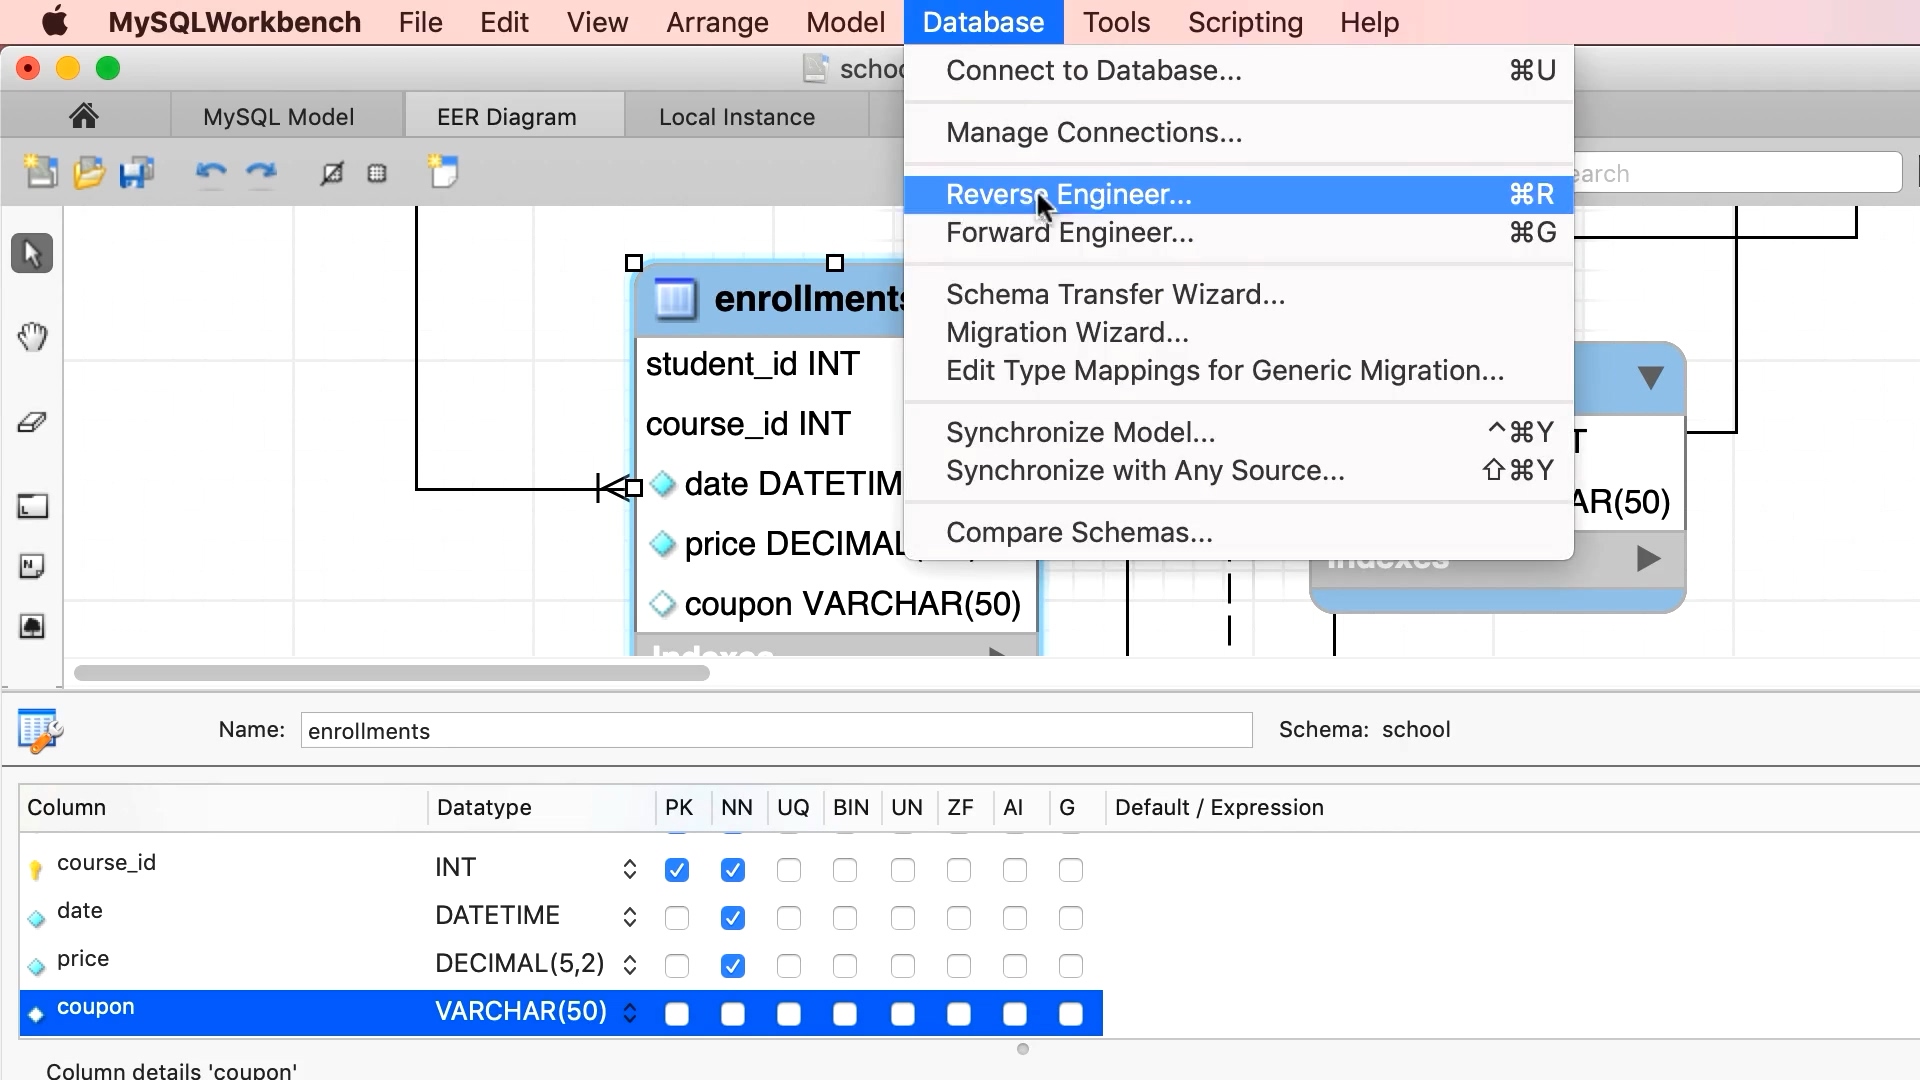 MySQLWorkbench File Edit View Arrange Model Database Tools Scripting Help
schoo
MySQL Model EER Diagram Local Instance
earch
Connect to Database... ⌘U
Manage Connections...
Reverse Engineer... ⌘R
Forward Engineer... ⌘G
Schema Transfer Wizard...
Migration Wizard...
Edit Type Mappings for Generic Migration...
Synchronize Model... ^⌘Y
Synchronize with Any Source... ⇧⌘Y
Compare Schemas...
enrollments
student_id INT
course_id INT
date DATETIM
price DECIMAL
coupon VARCHAR(50)
Indexes
T
AR(50)
Indexes
Name: enrollments Schema: school
Column Datatype PK NN UQ BIN UN ZF AI G Default / Expression
course_id INT
date DATETIME
price DECIMAL(5,2)
coupon VARCHAR(50)
Column details 'coupon'